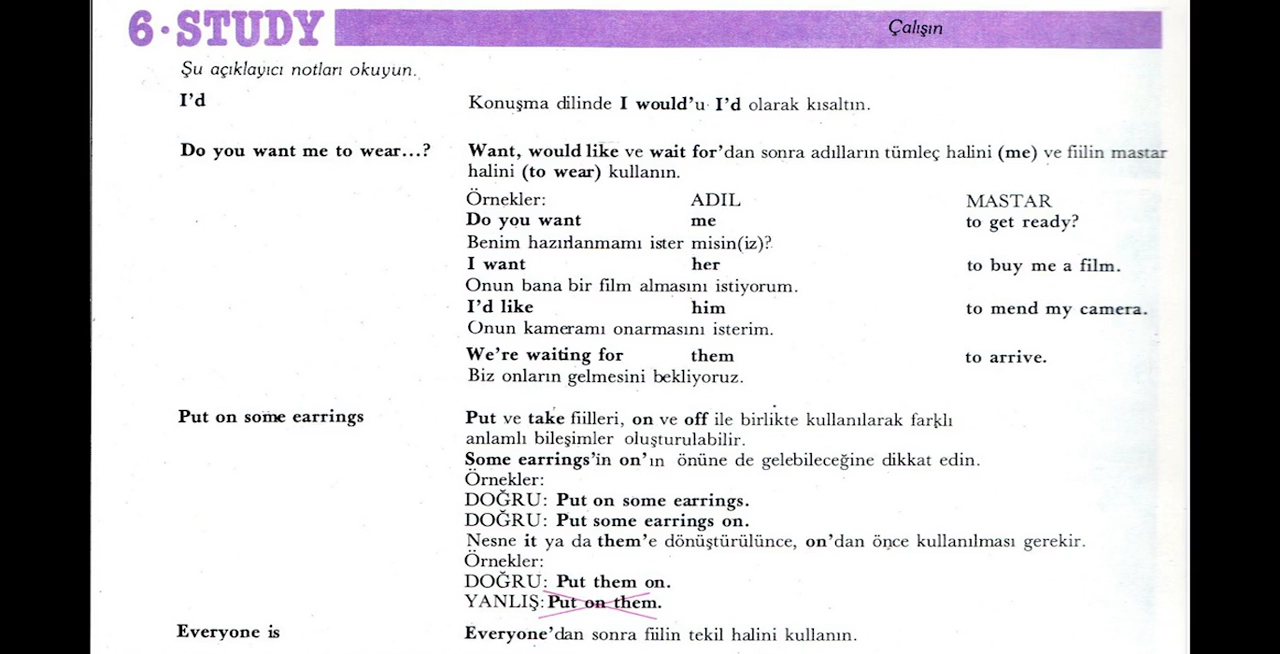 6·STUDY Çalışın
Şu açıklayıcı notları okuyun.
I'd Konuşma dilinde I would'u I'd olarak kısaltın.
Do you want me to wear...? Want, would like ve wait for'dan sonra adılların tümleç halini (me) ve fiilin mastar
halini (to wear) kullanın.
Örnekler: ADIL MASTAR
Do you want me to get ready?
Benim hazırlanmamı ister misin(iz)?
I want her to buy me a film.
Onun bana bir film almasını istiyorum.
I'd like him to mend my camera.
Onun kameramı onarmasını isterim.
We're waiting for them to arrive.
Biz onların gelmesini bekliyoruz.
Put on some earrings Put ve take fiilleri, on ve off ile birlikte kullanılarak farklı
anlamlı bileşimler oluşturulabilir.
Some earrings'in on'ın önüne de gelebileceğine dikkat edin.
Örnekler:
DOĞRU: Put on some earrings.
DOĞRU: Put some earrings on.
Nesne it ya da them'e dönüştürülünce, on'dan önce kullanılması gerekir.
Örnekler:
DOĞRU: Put them on.
YANLIŞ: Put on them.
Everyone is Everyone'dan sonra fiilin tekil halini kullanın.